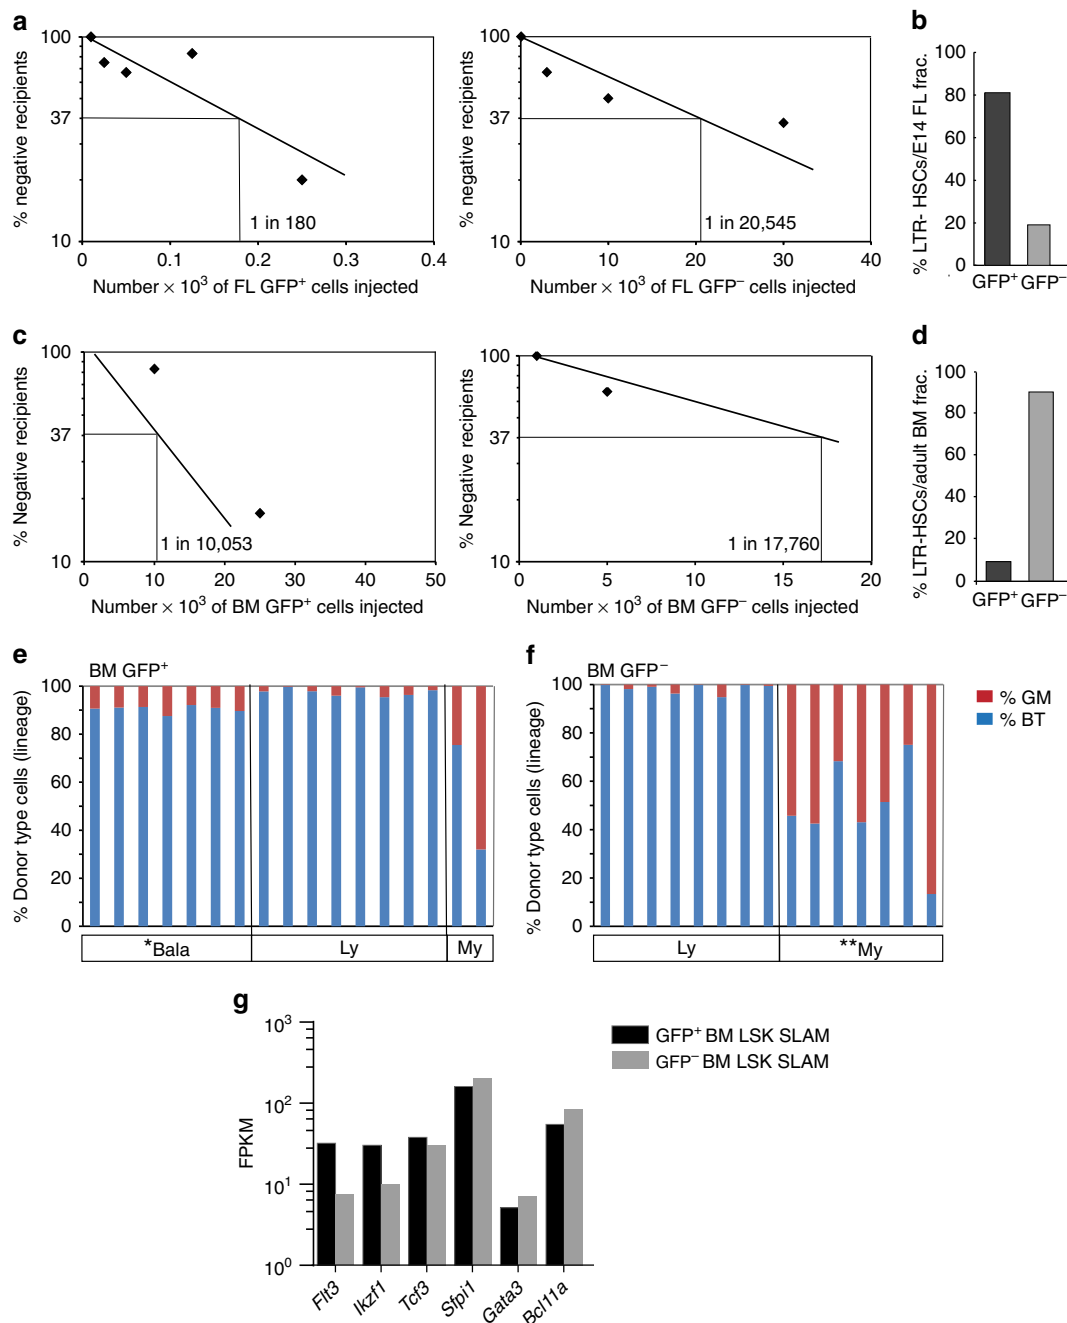 a
100
37
10
% negative recipients
1 in 180
0
0.1
0.2
0.3
0.4
Number × 10³ of FL GFP⁺ cells injected
100
37
10
% negative recipients
1 in 20,545
0
10
20
30
40
Number × 10³ of FL GFP⁻ cells injected
b
100
80
60
40
20
0
% LTR- HSCs/E14 FL frac.
GFP⁺
GFP⁻
c
100
37
10
% Negative recipients
1 in 10,053
0
10
20
30
40
50
Number × 10³ of BM GFP⁺ cells injected
100
37
10
% Negative recipients
1 in 17,760
0
5
10
15
20
Number × 10³ of BM GFP⁻ cells injected
d
100
80
60
40
20
0
% LTR-HSCs/adult BM frac.
GFP⁺
GFP⁻
e
BM GFP⁺
100
80
60
40
20
0
% Donor type cells (lineage)
*Bala
Ly
My
f
BM GFP⁻
100
80
60
40
20
0
% Donor type cells (lineage)
Ly
**My
% GM
% BT
g
10³
10²
10¹
10⁰
FPKM
GFP⁺ BM LSK SLAM
GFP⁻ BM LSK SLAM
Flt3
Ikzf1
Tcf3
Sfpi1
Gata3
Bcl11a